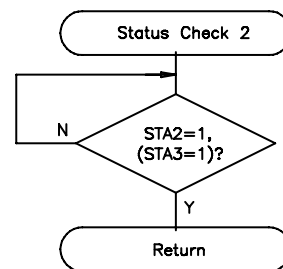 Status Check 2
N
STA2=1,
(STA3=1)?
Y
Return